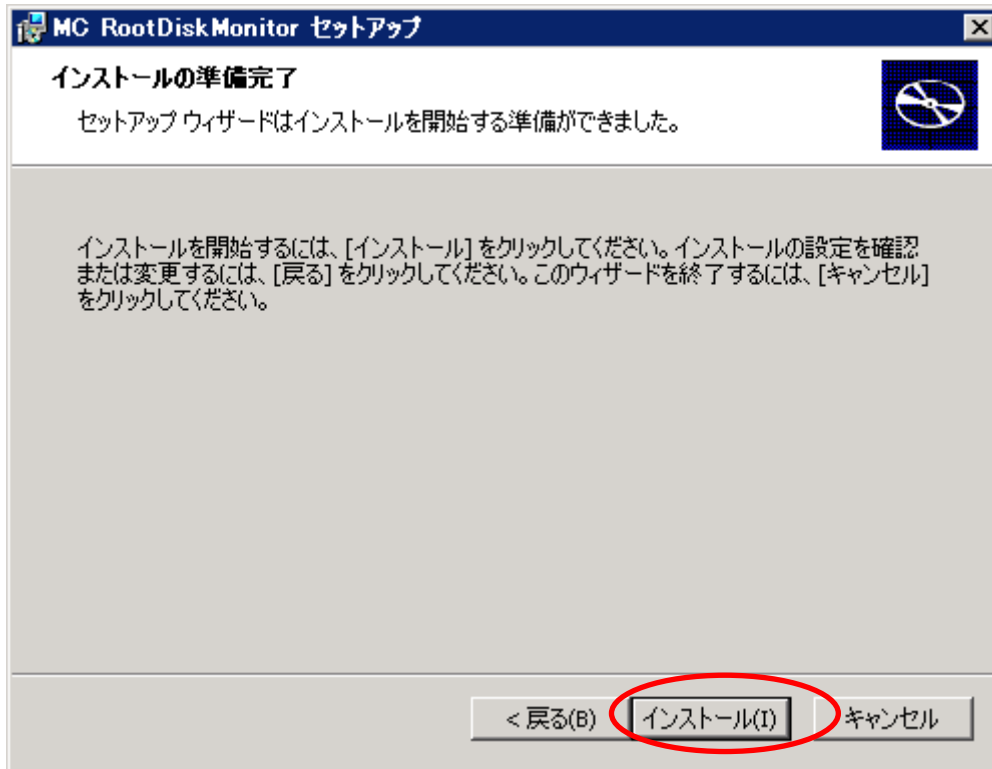 MC RootDiskMonitor セットアップ
インストールの準備完了
セットアップ ウィザードはインストールを開始する準備ができました。
インストールを開始するには、[インストール] をクリックしてください。インストールの設定を確認
または変更するには、[戻る] をクリックしてください。このウィザードを終了するには、[キャンセル]
をクリックしてください。
< 戻る(B) インストール(I) キャンセル